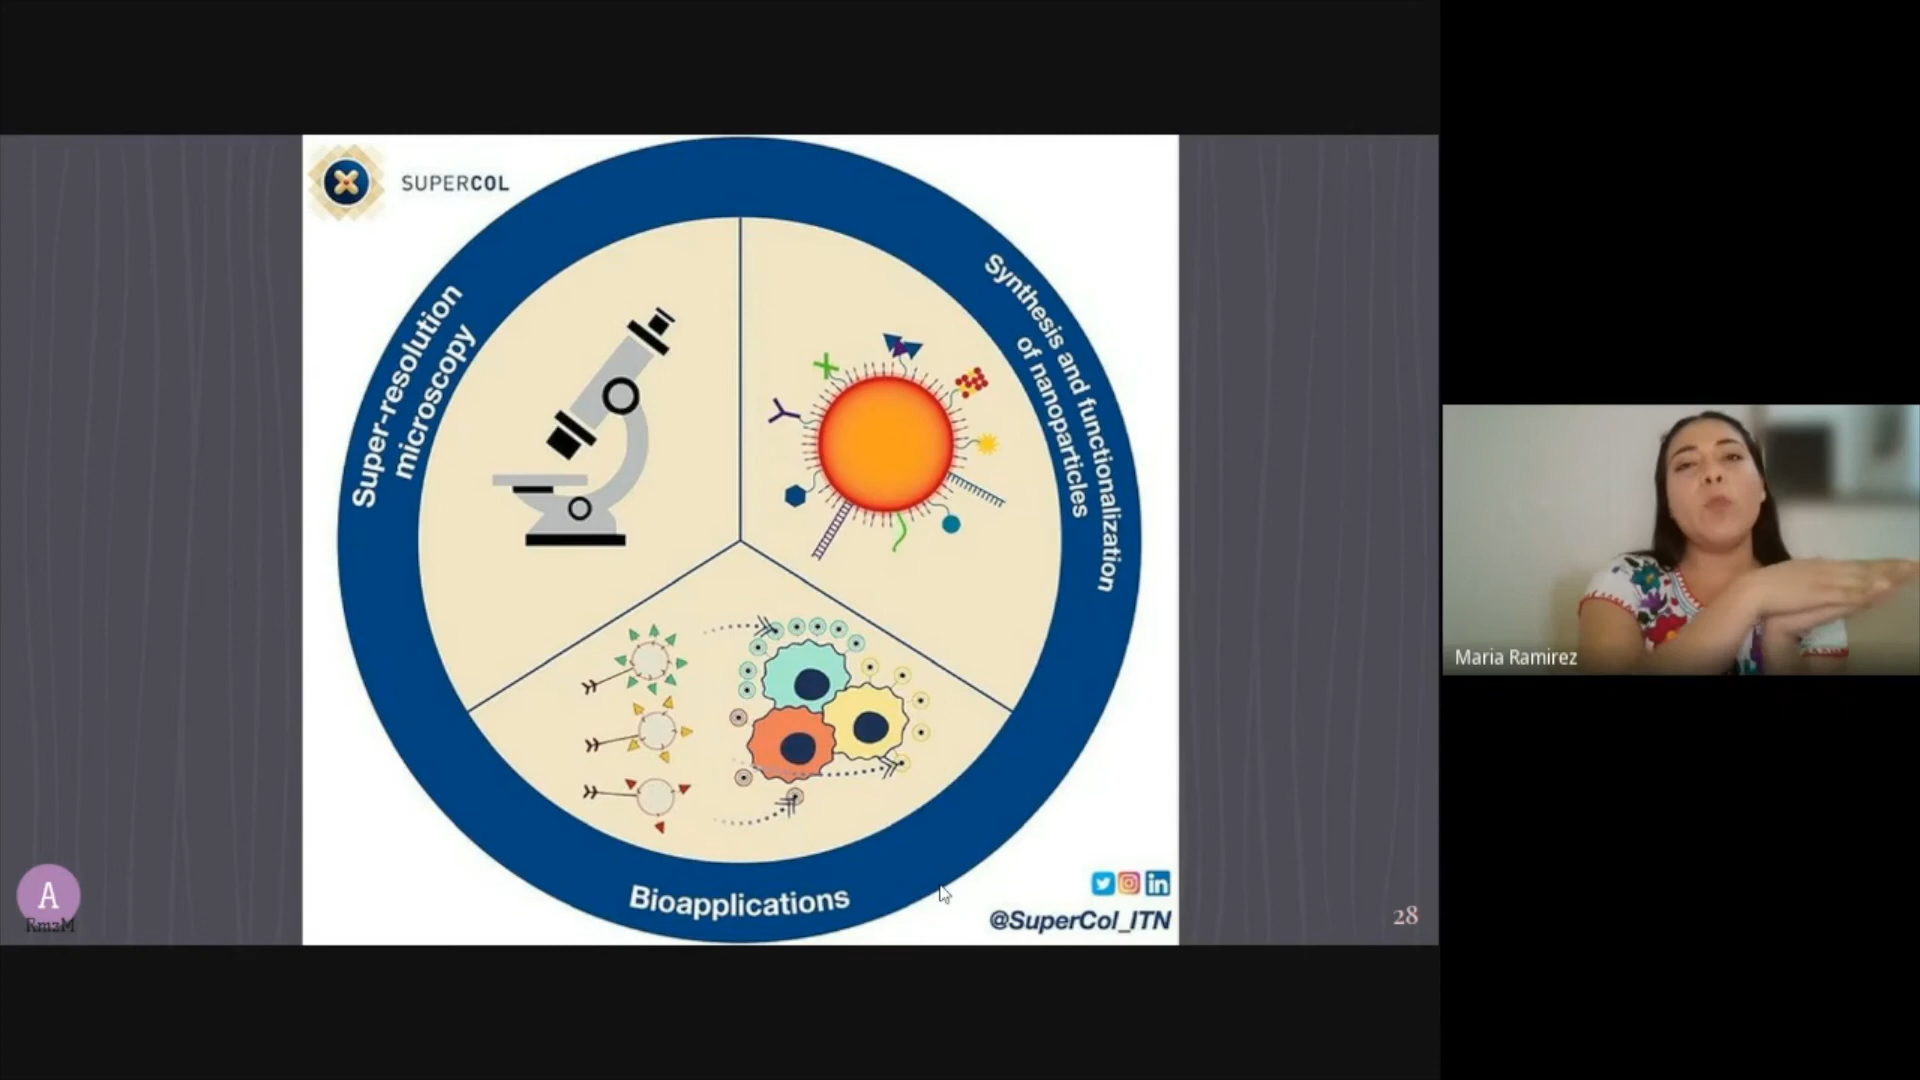 SUPERCOL
Super-resolution
microscopy
Synthesis and functionalization
of nanoparticles
Bioapplications
@SuperCol_ITN
28
A
RmzM
Maria Ramirez